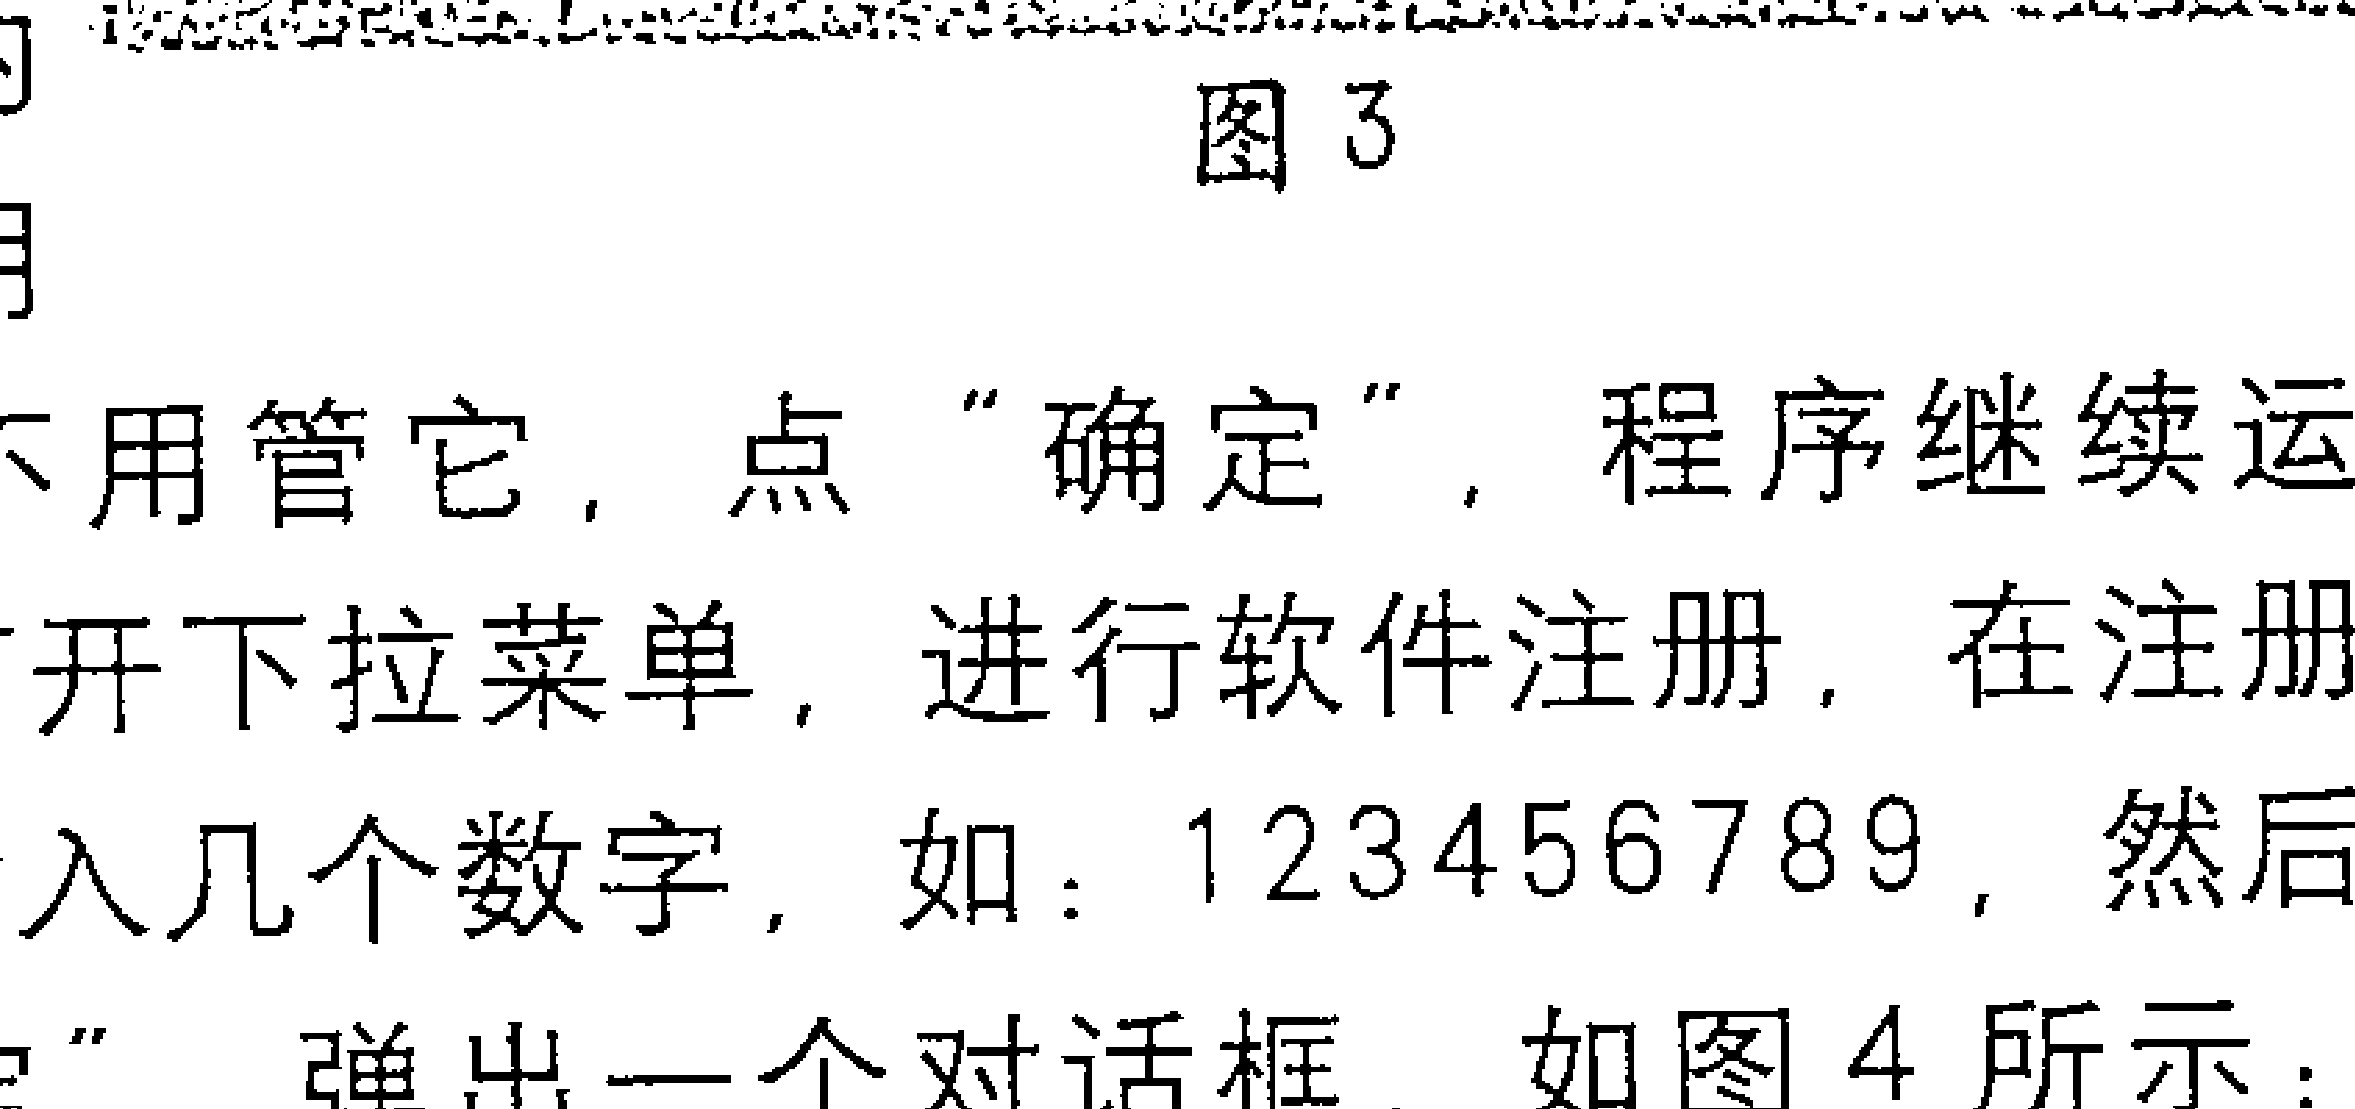 图 3
不用管它，点“确定”，程序继续运
开下拉菜单，进行软件注册，在注册
入几个数字，如：123456789，然后
”弹出一个对话框，如图4所示：